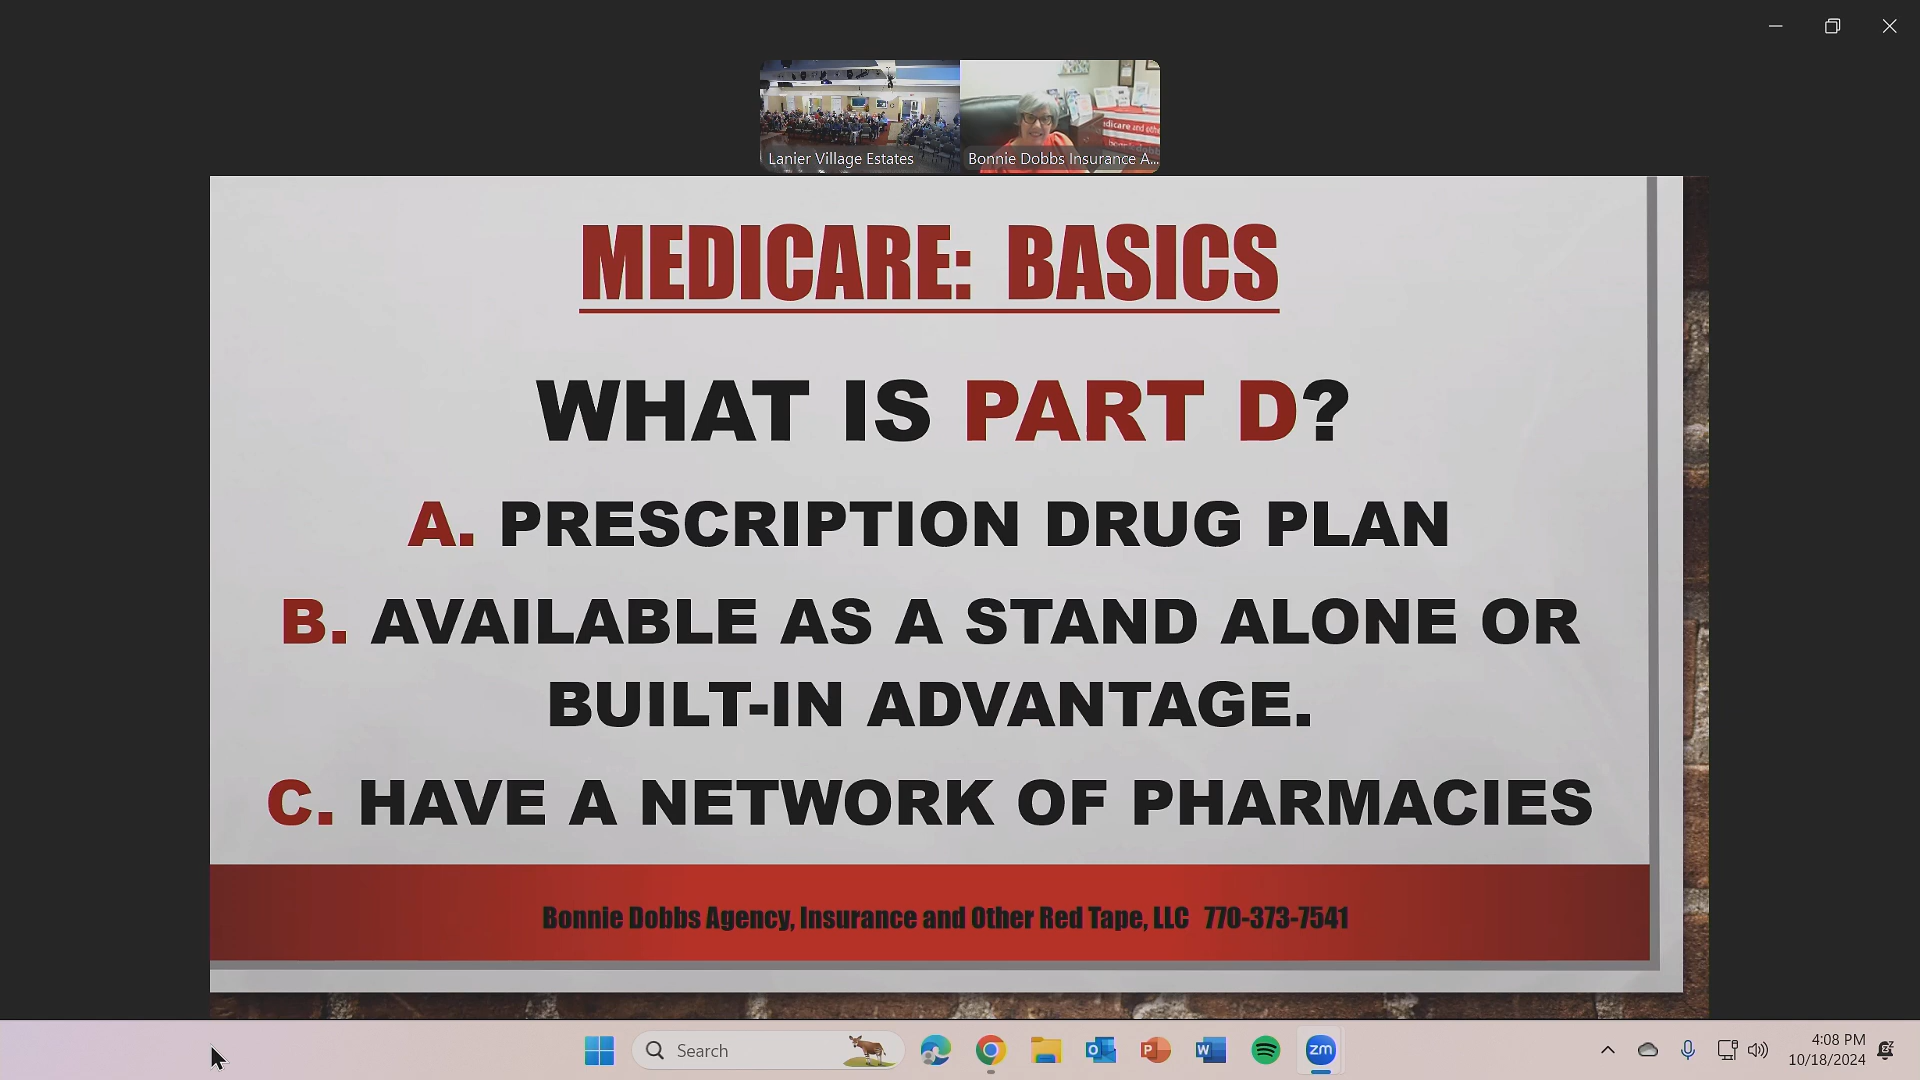 Lanier Village Estates
Bonnie Dobbs Insurance A...
MEDICARE: BASICS
WHAT IS PART D?
A. PRESCRIPTION DRUG PLAN
B. AVAILABLE AS A STAND ALONE OR
BUILT-IN ADVANTAGE.
C. HAVE A NETWORK OF PHARMACIES
Bonnie Dobbs Agency, Insurance and Other Red Tape, LLC 770-373-7541
Search
zm
4:08 PM
10/18/2024